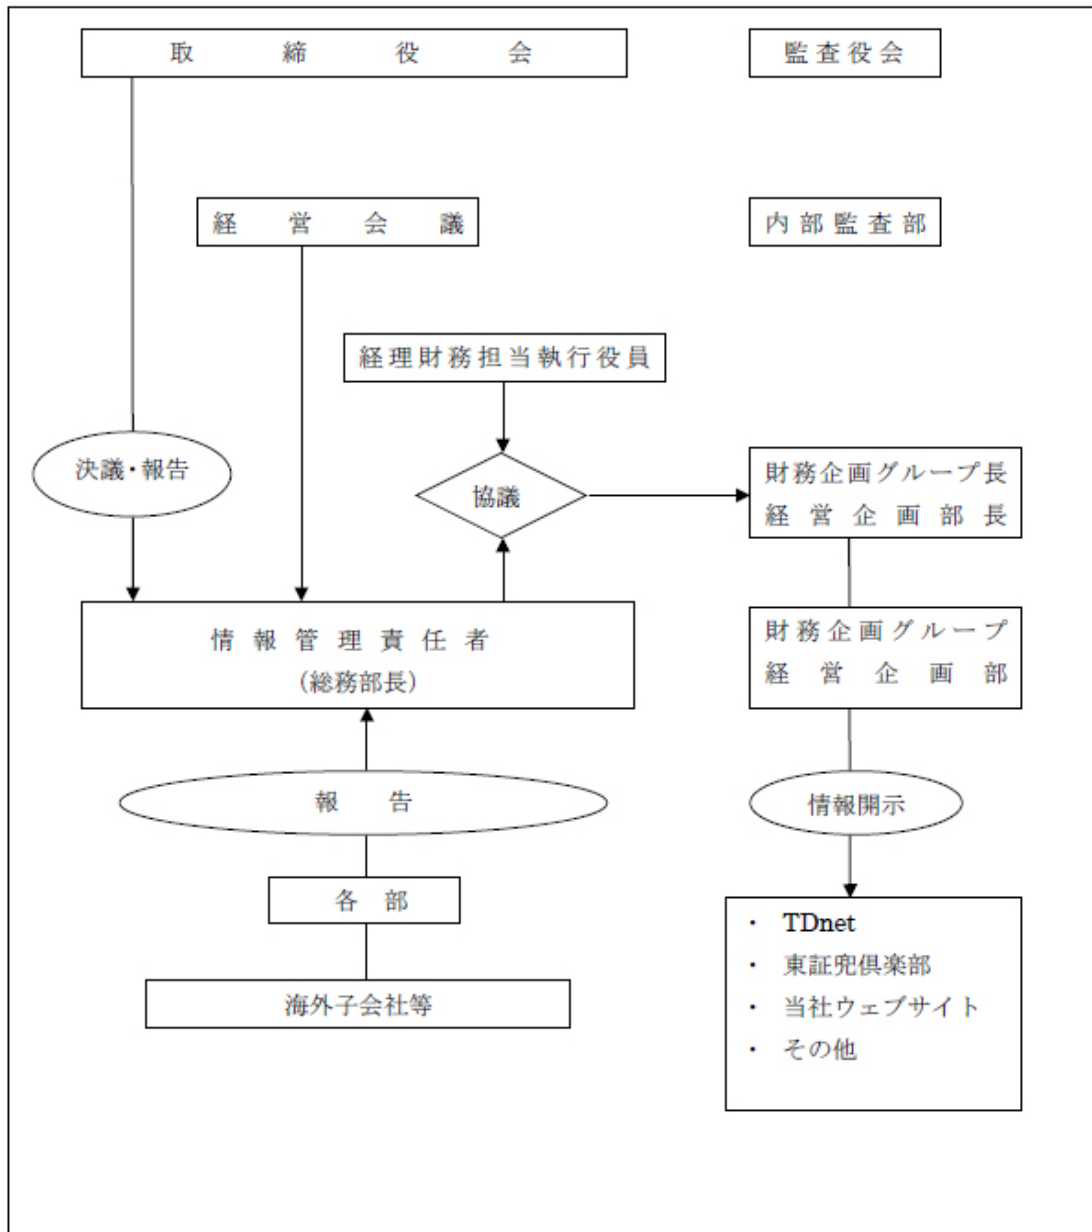 取締役会
監査役会
経営会議
内部監査部
経理財務担当執行役員
決議・報告
協議
財務企画グループ長
経営企画部長
情報管理責任者
(総務部長)
財務企画グループ
経営企画部
報告
情報開示
各部
海外子会社等
・ TDnet
・ 東証兜倶楽部
・ 当社ウェブサイト
・ その他